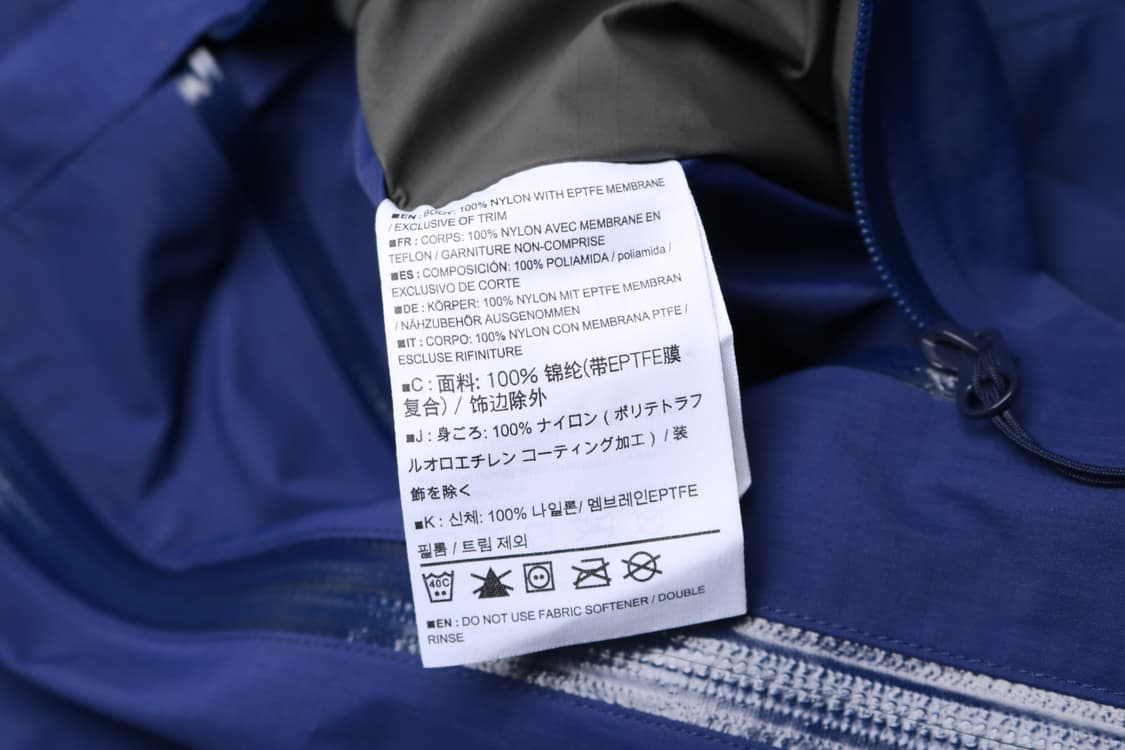 ■EN : BODY: 100% NYLON WITH EPTFE MEMBRANE
/ EXCLUSIVE OF TRIM
■FR : CORPS: 100% NYLON AVEC MEMBRANE EN
TEFLON / GARNITURE NON-COMPRISE
■ES : COMPOSICIÓN: 100% POLIAMIDA / poliamida /
EXCLUSIVO DE CORTE
■DE : KÖRPER: 100% NYLON MIT EPTFE MEMBRAN
/ NÄHZUBEHÖR AUSGENOMMEN
■IT : CORPO: 100% NYLON CON MEMBRANA PTFE /
ESCLUSE RIFINITURE
■C : 面料: 100% 锦纶(带EPTFE膜
复合) / 饰边除外
■J : 身ごろ: 100% ナイロン ( ポリテトラフ
ルオロエチレン コーティング加工 ) / 装
飾を除く
■K : 신체: 100% 나일론/ 멤브레인EPTFE
필름 / 트림 제외
40C
■EN : DO NOT USE FABRIC SOFTENER / DOUBLE
RINSE